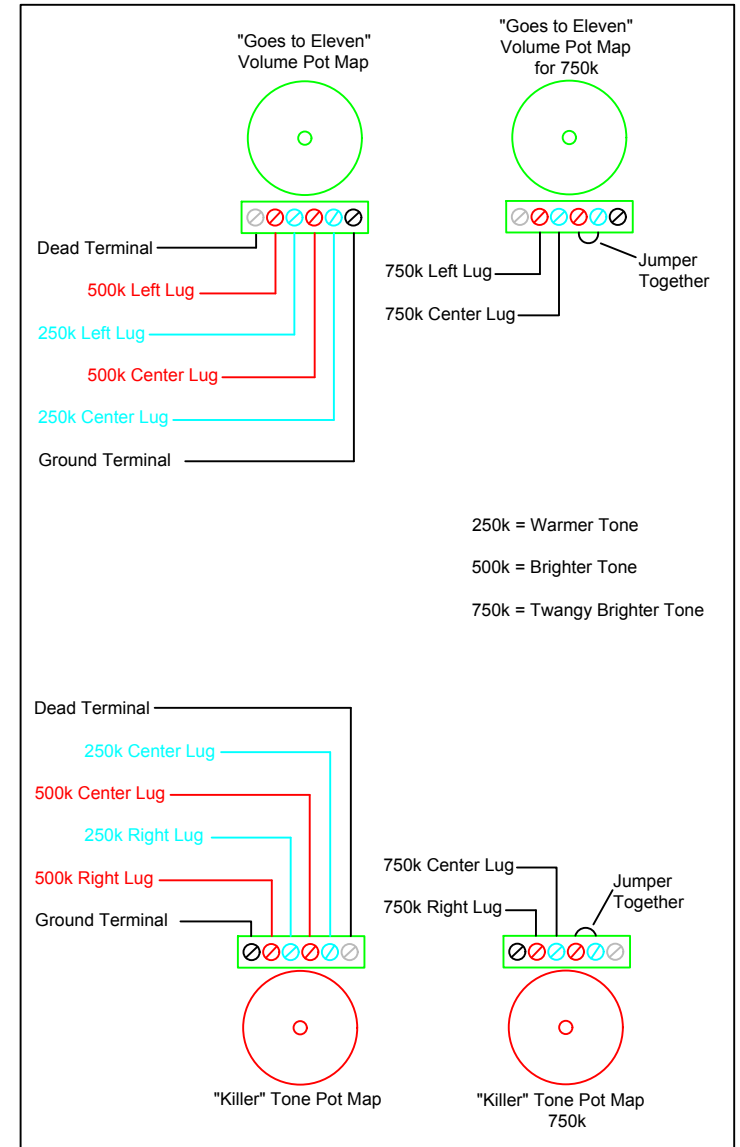 "Goes to Eleven"
Volume Pot Map
Dead Terminal
500k Left Lug
250k Left Lug
500k Center Lug
250k Center Lug
Ground Terminal
"Goes to Eleven"
Volume Pot Map
for 750k
750k Left Lug
750k Center Lug
Jumper
Together
250k = Warmer Tone
500k = Brighter Tone
750k = Twangy Brighter Tone
Dead Terminal
250k Center Lug
500k Center Lug
250k Right Lug
500k Right Lug
Ground Terminal
"Killer" Tone Pot Map
750k Center Lug
750k Right Lug
Jumper
Together
"Killer" Tone Pot Map
750k